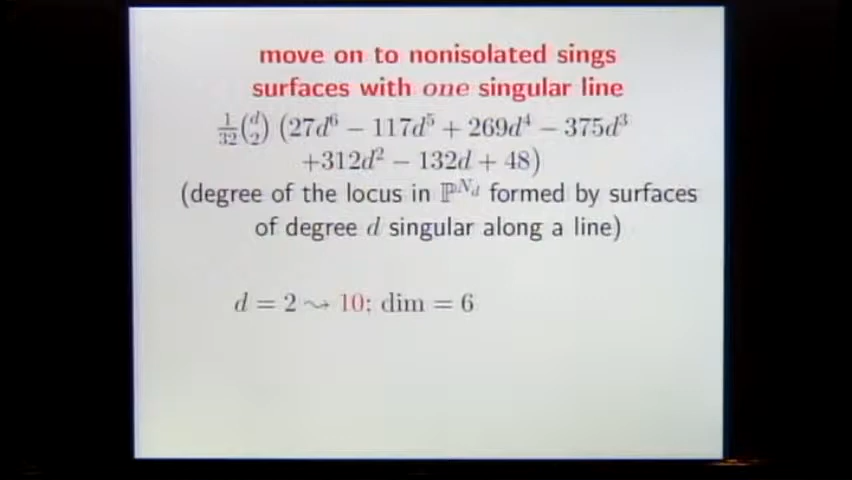 move on to nonisolated sings
surfaces with one singular line
\frac{1}{32}\binom{d}{2} (27d⁶ − 117d⁵ + 269d⁴ − 375d³
+312d² − 132d + 48)
(degree of the locus in ℙ^{N_d} formed by surfaces
of degree d singular along a line)
d = 2 ⇝ 10; dim = 6